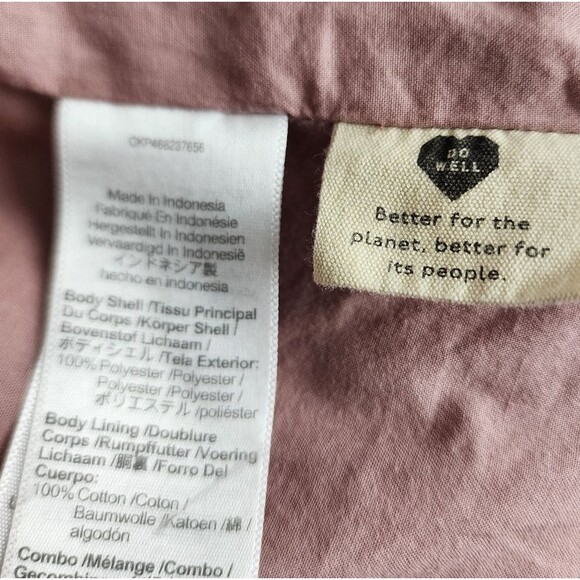 CKP468237656
Made In Indonesia
Fabriqué En Indonésie
Hergestellt In Indonesien
Vervaardigd In Indonesië
インドネシア製
hecho en indonesia
Body Shell /Tissu Principal
Du Corps /Körper Shell /
Bovenstof Lichaam /
ボディシェル /Tela Exterior:
100% Polyester /Polyester /
Polyester /Polyester /
ポリエステル /poliéster
Body Lining /Doublure
Corps /Rumpffutter /Voering
Lichaam /胴裏 /Forro Del
Cuerpo:
100% Cotton /Coton /
Baumwolle /Katoen /綿 /
algodón
Combo /Mélange /Combo /
DO
WELL
Better for the
planet, better for
its people.